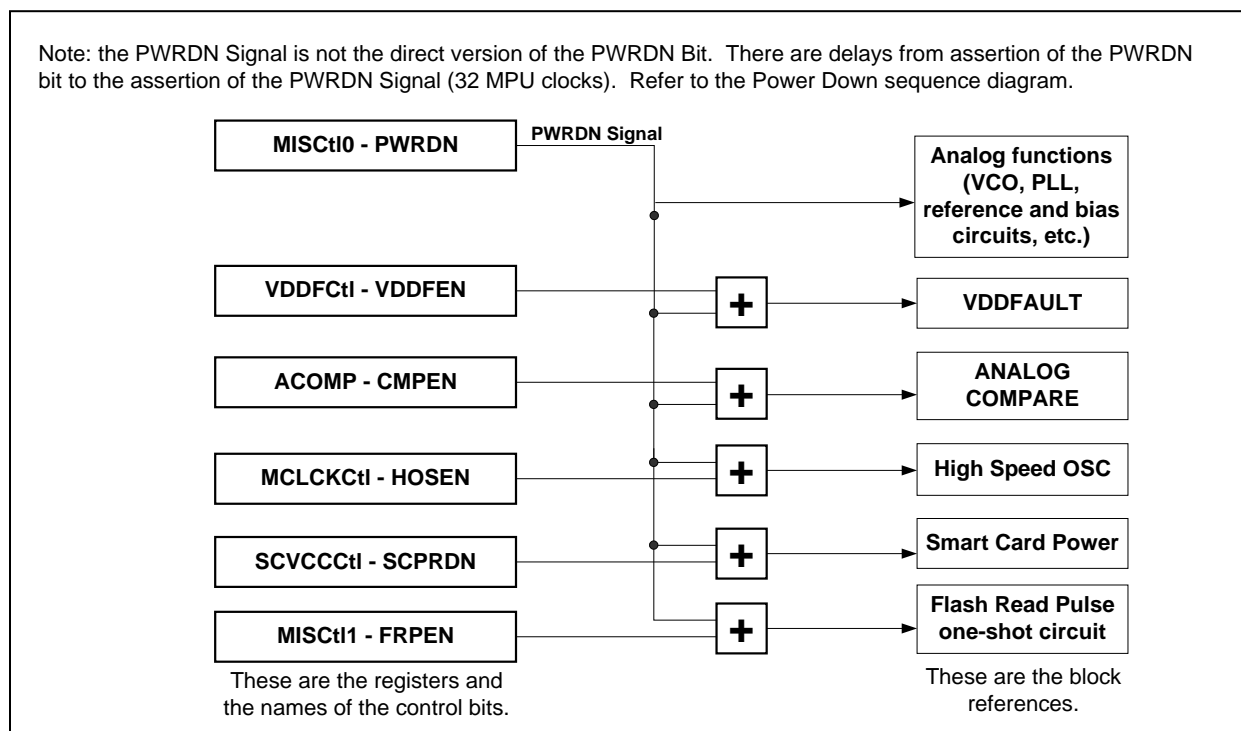 Note: the PWRDN Signal is not the direct version of the PWRDN Bit. There are delays from assertion of the PWRDN
bit to the assertion of the PWRDN Signal (32 MPU clocks). Refer to the Power Down sequence diagram.
MISCtl0 - PWRDN
PWRDN Signal
Analog functions
(VCO, PLL,
reference and bias
circuits, etc.)
VDDFCtl - VDDFEN
+
VDDFAULT
ACOMP - CMPEN
+
ANALOG
COMPARE
MCLCKCtl - HOSEN
+
High Speed OSC
SCVCCCtl - SCPRDN
+
Smart Card Power
MISCtl1 - FRPEN
+
Flash Read Pulse
one-shot circuit
These are the registers and
the names of the control bits.
These are the block
references.